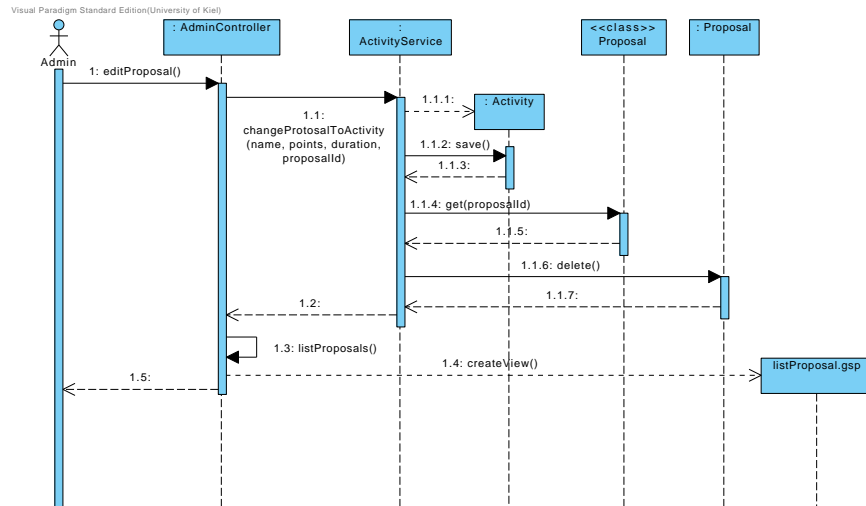 Visual Paradigm Standard Edition(University of Kiel)
: AdminController
:
ActivityService
<<class>>
Proposal
: Proposal
Admin
1: editProposal()
1.1:
changeProtosalToActivity
(name, points, duration,
proposalId)
1.1.1:
: Activity
1.1.2: save()
1.1.3:
1.1.4: get(proposalId)
1.1.5:
1.1.6: delete()
1.1.7:
1.2:
1.3: listProposals()
1.4: createView()
listProposal.gsp
1.5: